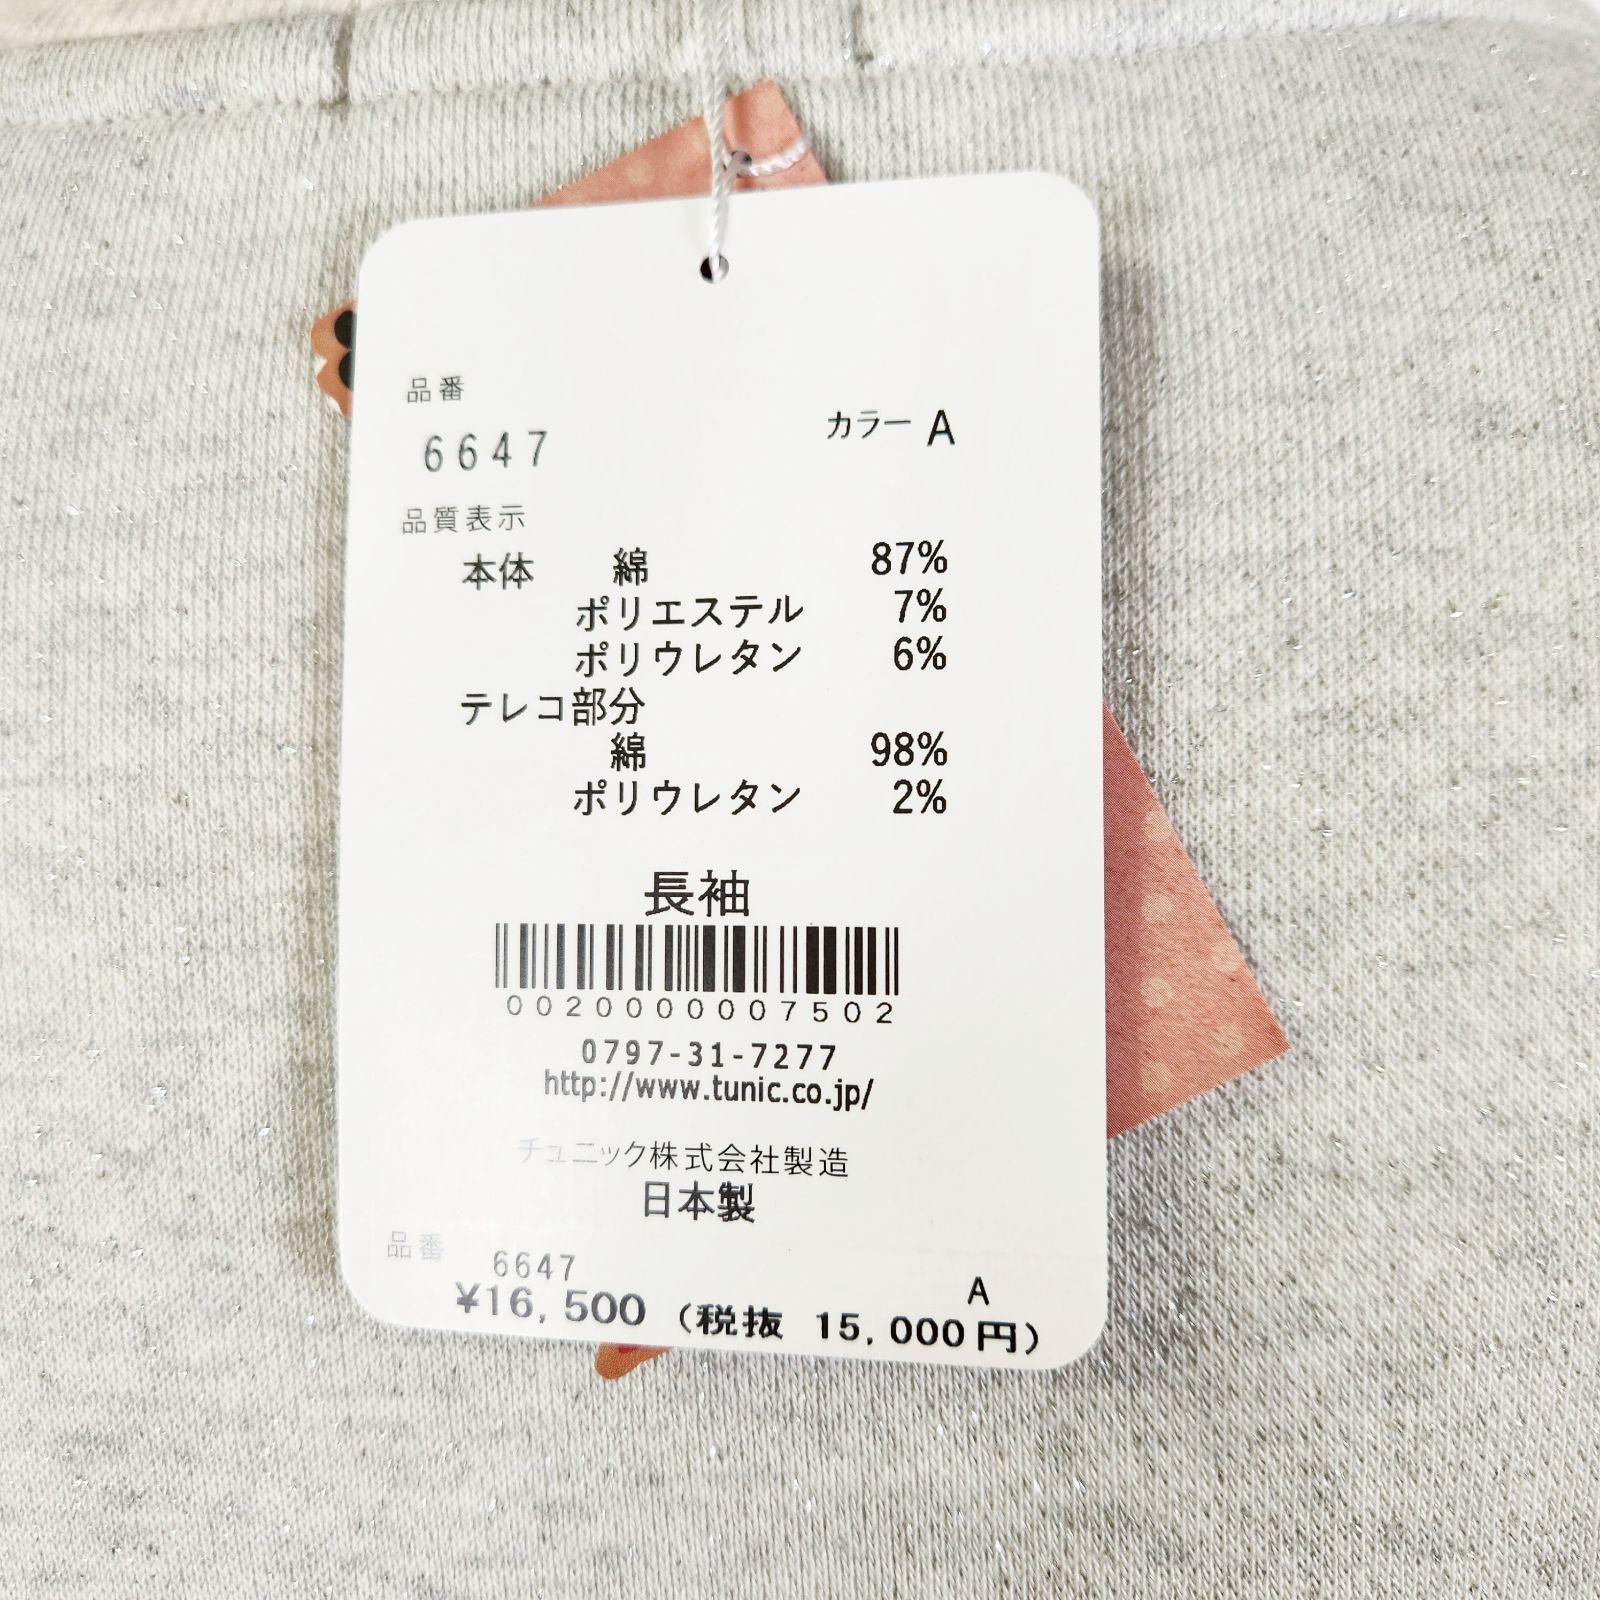 品番
カラー A
6647
品質表示
本体 綿 87%
ポリエステル 7%
ポリウレタン 6%
テレコ部分
綿 98%
ポリウレタン 2%
長袖
0020000007502
0797-31-7277
http://www.tunic.co.jp/
チュニック株式会社製造
日本製
品番 6647 A
¥16,500 (税抜 15,000円)